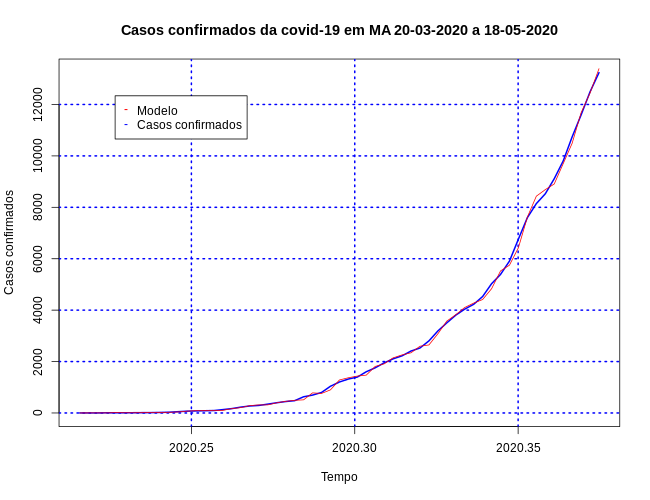 Casos confirmados da covid-19 em MA 20-03-2020 a 18-05-2020
Casos confirmados
12000
10000
8000
6000
4000
2000
0
- Modelo
- Casos confirmados
2020.25
2020.30
2020.35
Tempo